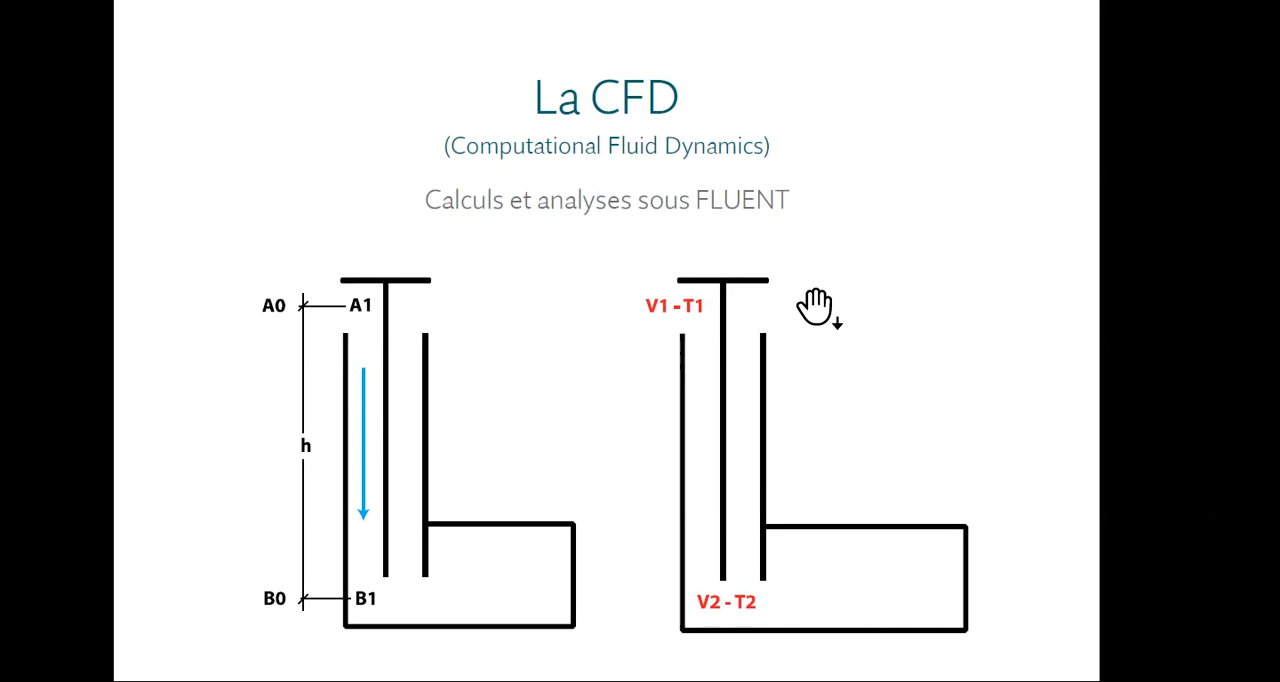 La CFD
(Computational Fluid Dynamics)
Calculs et analyses sous FLUENT
A0 A1
h
B0 B1
V1 - T1
V2 - T2